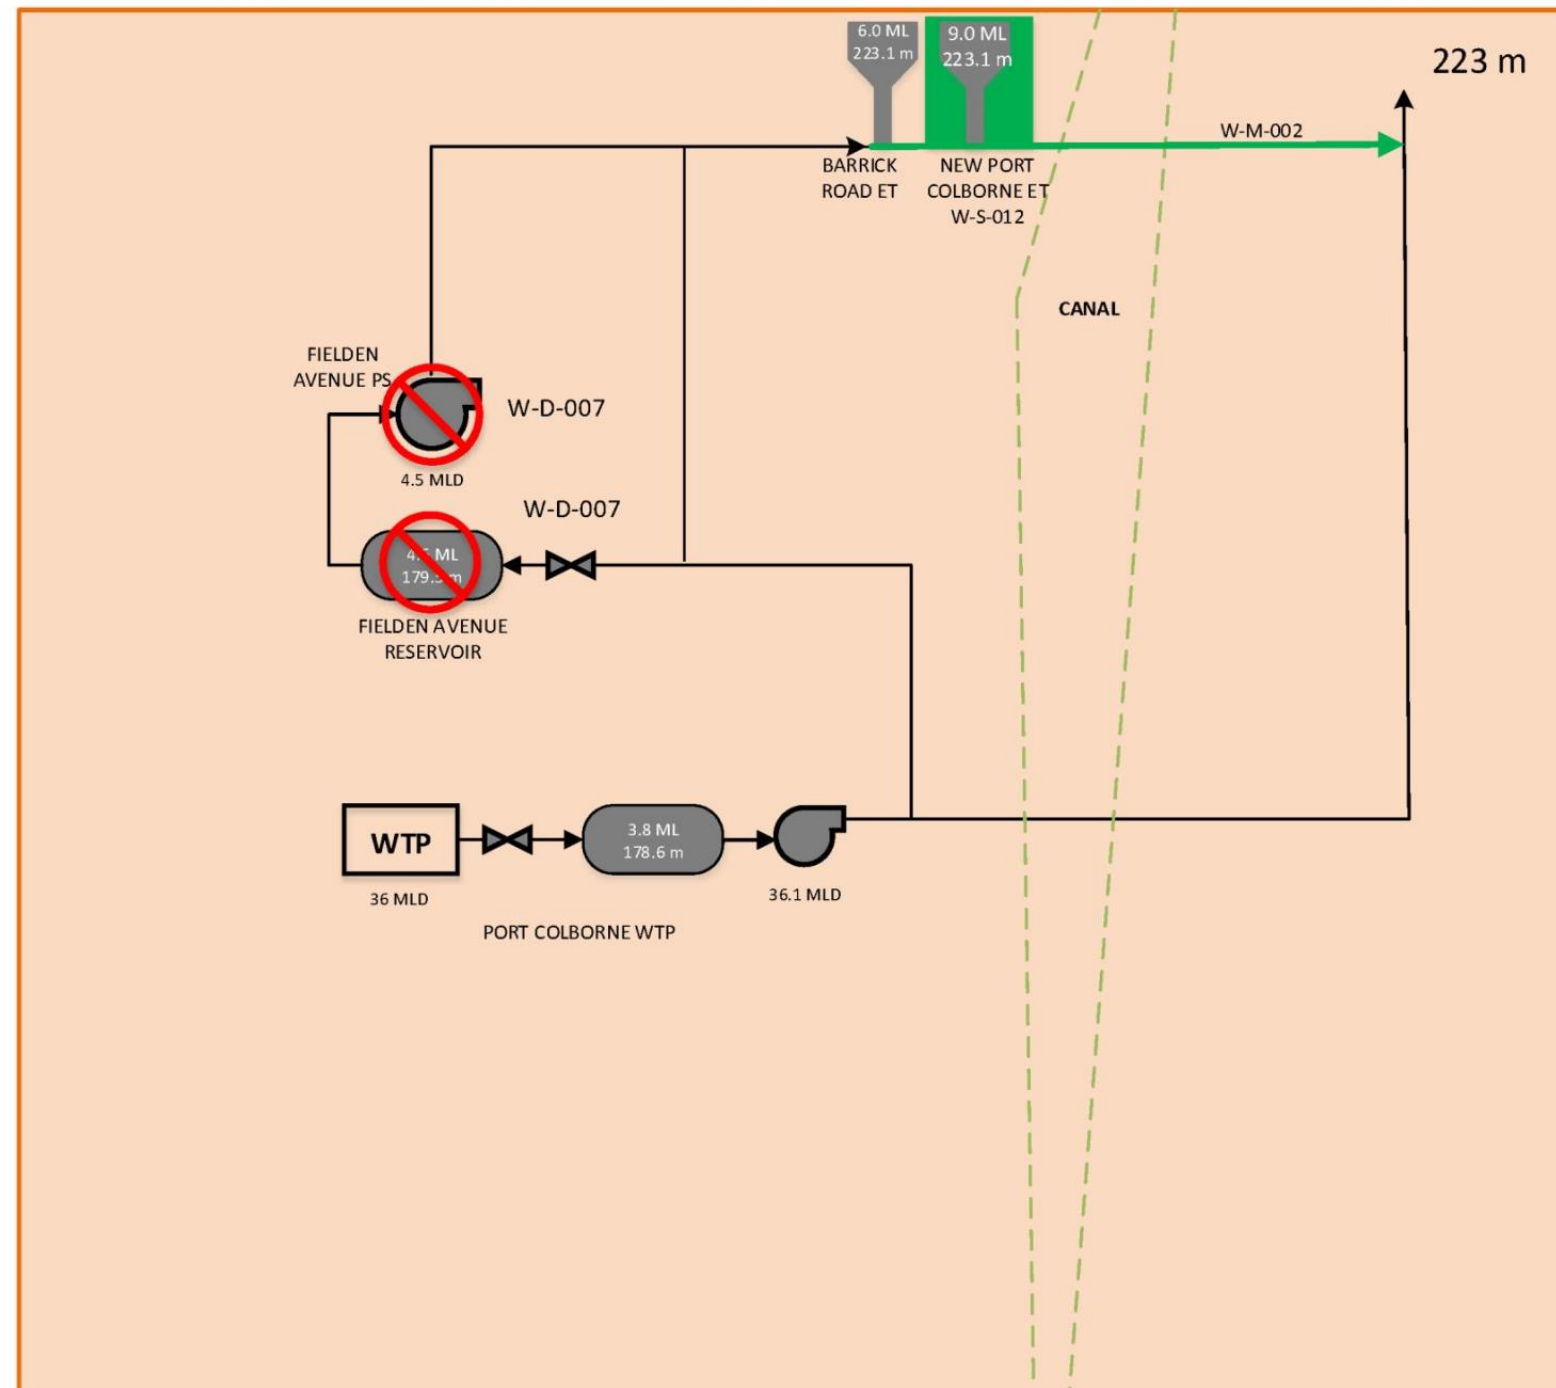 6.0 ML
223.1 m
9.0 ML
223.1 m
223 m
W-M-002
BARRICK
ROAD ET
NEW PORT
COLBORNE ET
W-S-012
CANAL
FIELDEN
AVENUE PS
W-D-007
4.5 MLD
W-D-007
ML
m
FIELDEN AVENUE
RESERVOIR
WTP
36 MLD
3.8 ML
178.6 m
36.1 MLD
PORT COLBORNE WTP